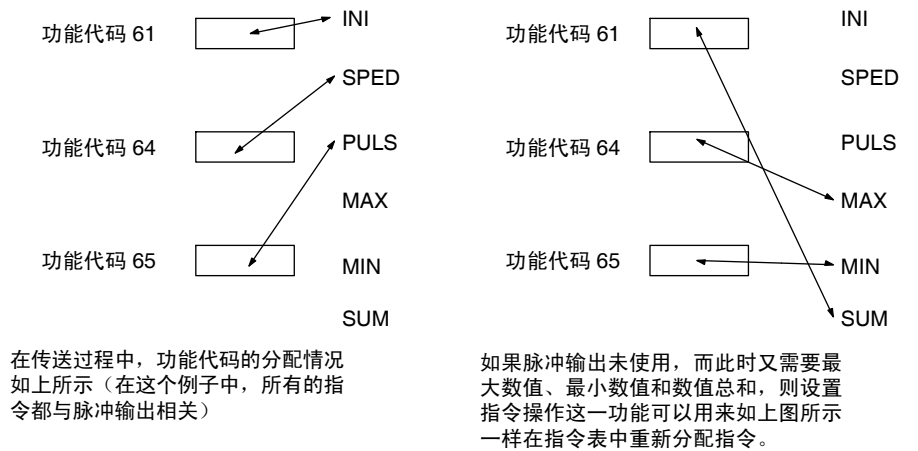 功能代码 61
INI
SPED
功能代码 64
PULS
MAX
功能代码 65
MIN
SUM
在传送过程中，功能代码的分配情况
如上所示（在这个例子中，所有的指
令都与脉冲输出相关）
功能代码 61
INI
SPED
功能代码 64
PULS
MAX
功能代码 65
MIN
SUM
如果脉冲输出未使用，而此时又需要最
大数值、最小数值和数值总和，则设置
指令操作这一功能可以用来如上图所示
一样在指令表中重新分配指令。